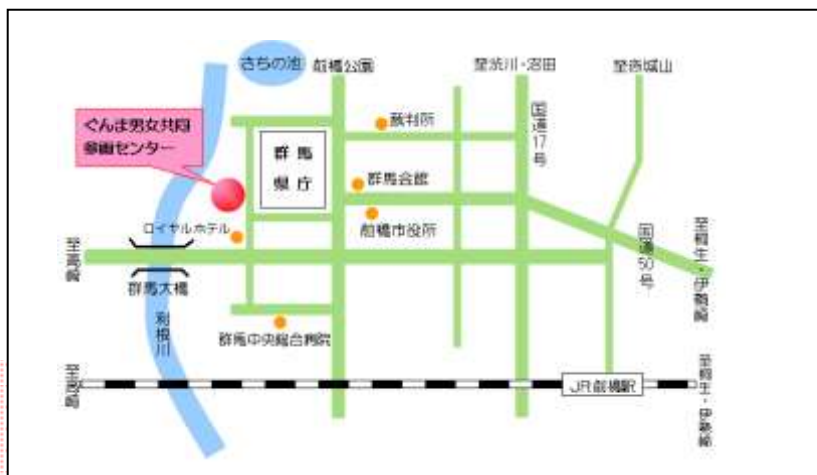 さちの池
前橋公園
至渋川・沼田
至赤城山
ぐんま男女共同
参画センター
裁判所
国道17号
群馬
県庁
群馬会館
ロイヤルホテル
前橋市役所
国道50号
至高崎
至桐生・伊勢崎
群馬大橋
利根川
群馬中央総合病院
至高崎
JR前橋駅
至桐生・伊勢崎